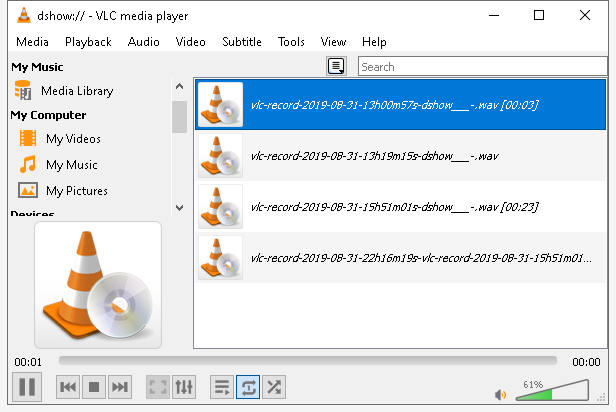 dshow:// - VLC media player
Media Playback Audio Video Subtitle Tools View Help
My Music
Media Library
My Computer
My Videos
My Music
My Pictures
Devices
Search
vlc-record-2019-08-31-13h00m57s-dshow___-.wav [00:03]
vlc-record-2019-08-31-13h19m15s-dshow___-.wav
vlc-record-2019-08-31-15h51m01s-dshow___-.wav [00:23]
vlc-record-2019-08-31-22h16m19s-vlc-record-2019-08-31-15h51m01...
00:01
00:00
61%